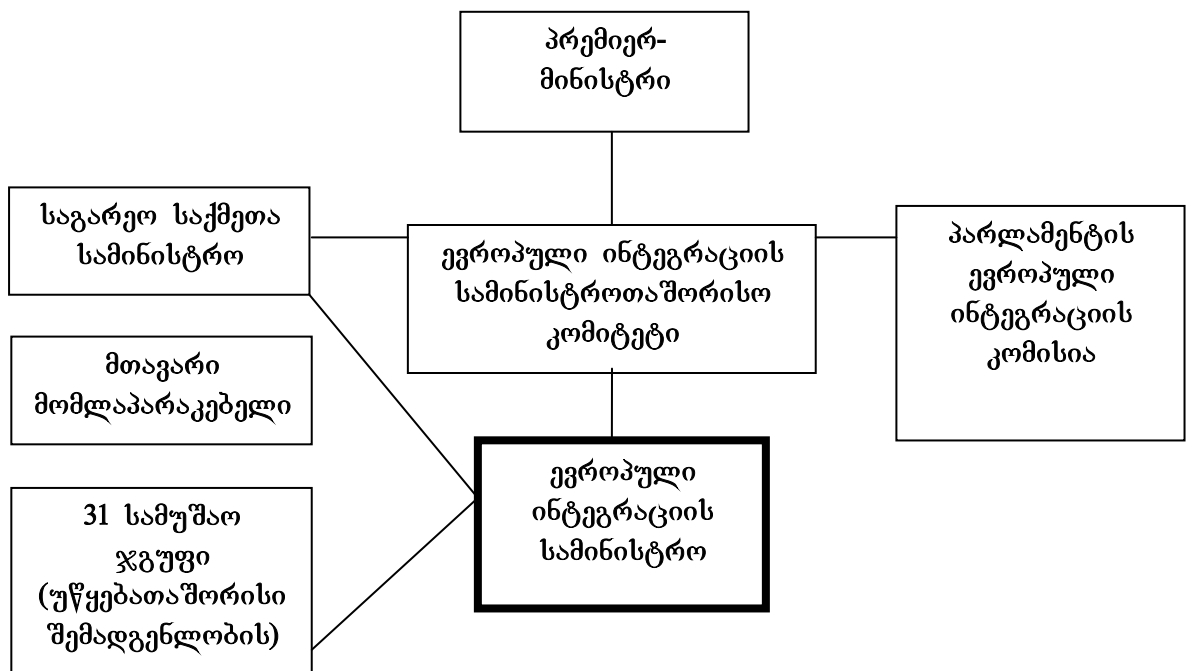 პრემიერ-
მინისტრი
საგარეო საქმეთა
სამინისტრო
ევროპული ინტეგრაციის
სამინისტროთაშორისო
კომიტეტი
პარლამენტის
ევროპული
ინტეგრაციის
კომისია
მთავარი
მომლაპარაკებელი
ევროპული
ინტეგრაციის
სამინისტრო
31 სამუშაო
ჯგუფი
(უწყებათაშორისი
შემადგენლობის)